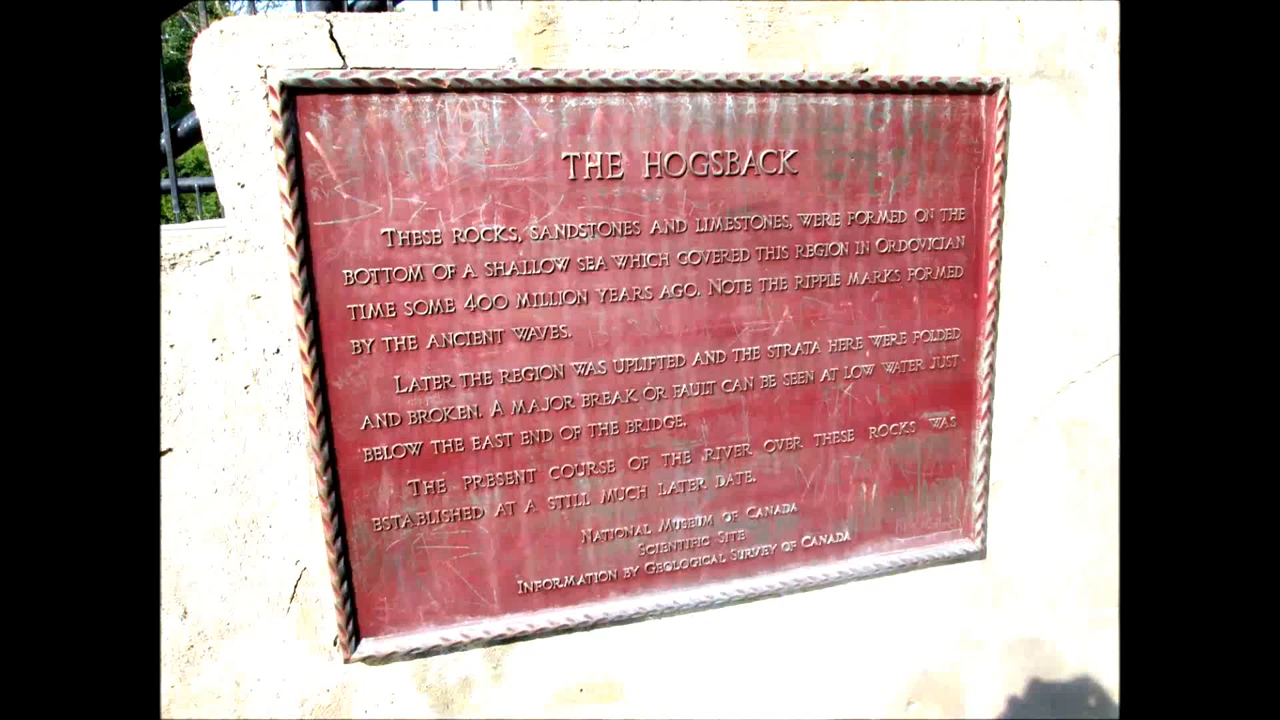 THE HOGSBACK
THESE ROCKS, SANDSTONES AND LIMESTONES, WERE FORMED ON THE
BOTTOM OF A SHALLOW SEA WHICH COVERED THIS REGION IN ORDOVICIAN
TIME SOME 400 MILLION YEARS AGO. NOTE THE RIPPLE MARKS FORMED
BY THE ANCIENT WAVES.
LATER THE REGION WAS UPLIFTED AND THE STRATA HERE WERE FOLDED
AND BROKEN. A MAJOR BREAK OR FAULT CAN BE SEEN AT LOW WATER JUST
BELOW THE EAST END OF THE BRIDGE.
THE PRESENT COURSE OF THE RIVER OVER THESE ROCKS WAS
ESTABLISHED AT A STILL MUCH LATER DATE.
NATIONAL MUSEUM OF CANADA
SCIENTIFIC SITE
INFORMATION BY GEOLOGICAL SURVEY OF CANADA